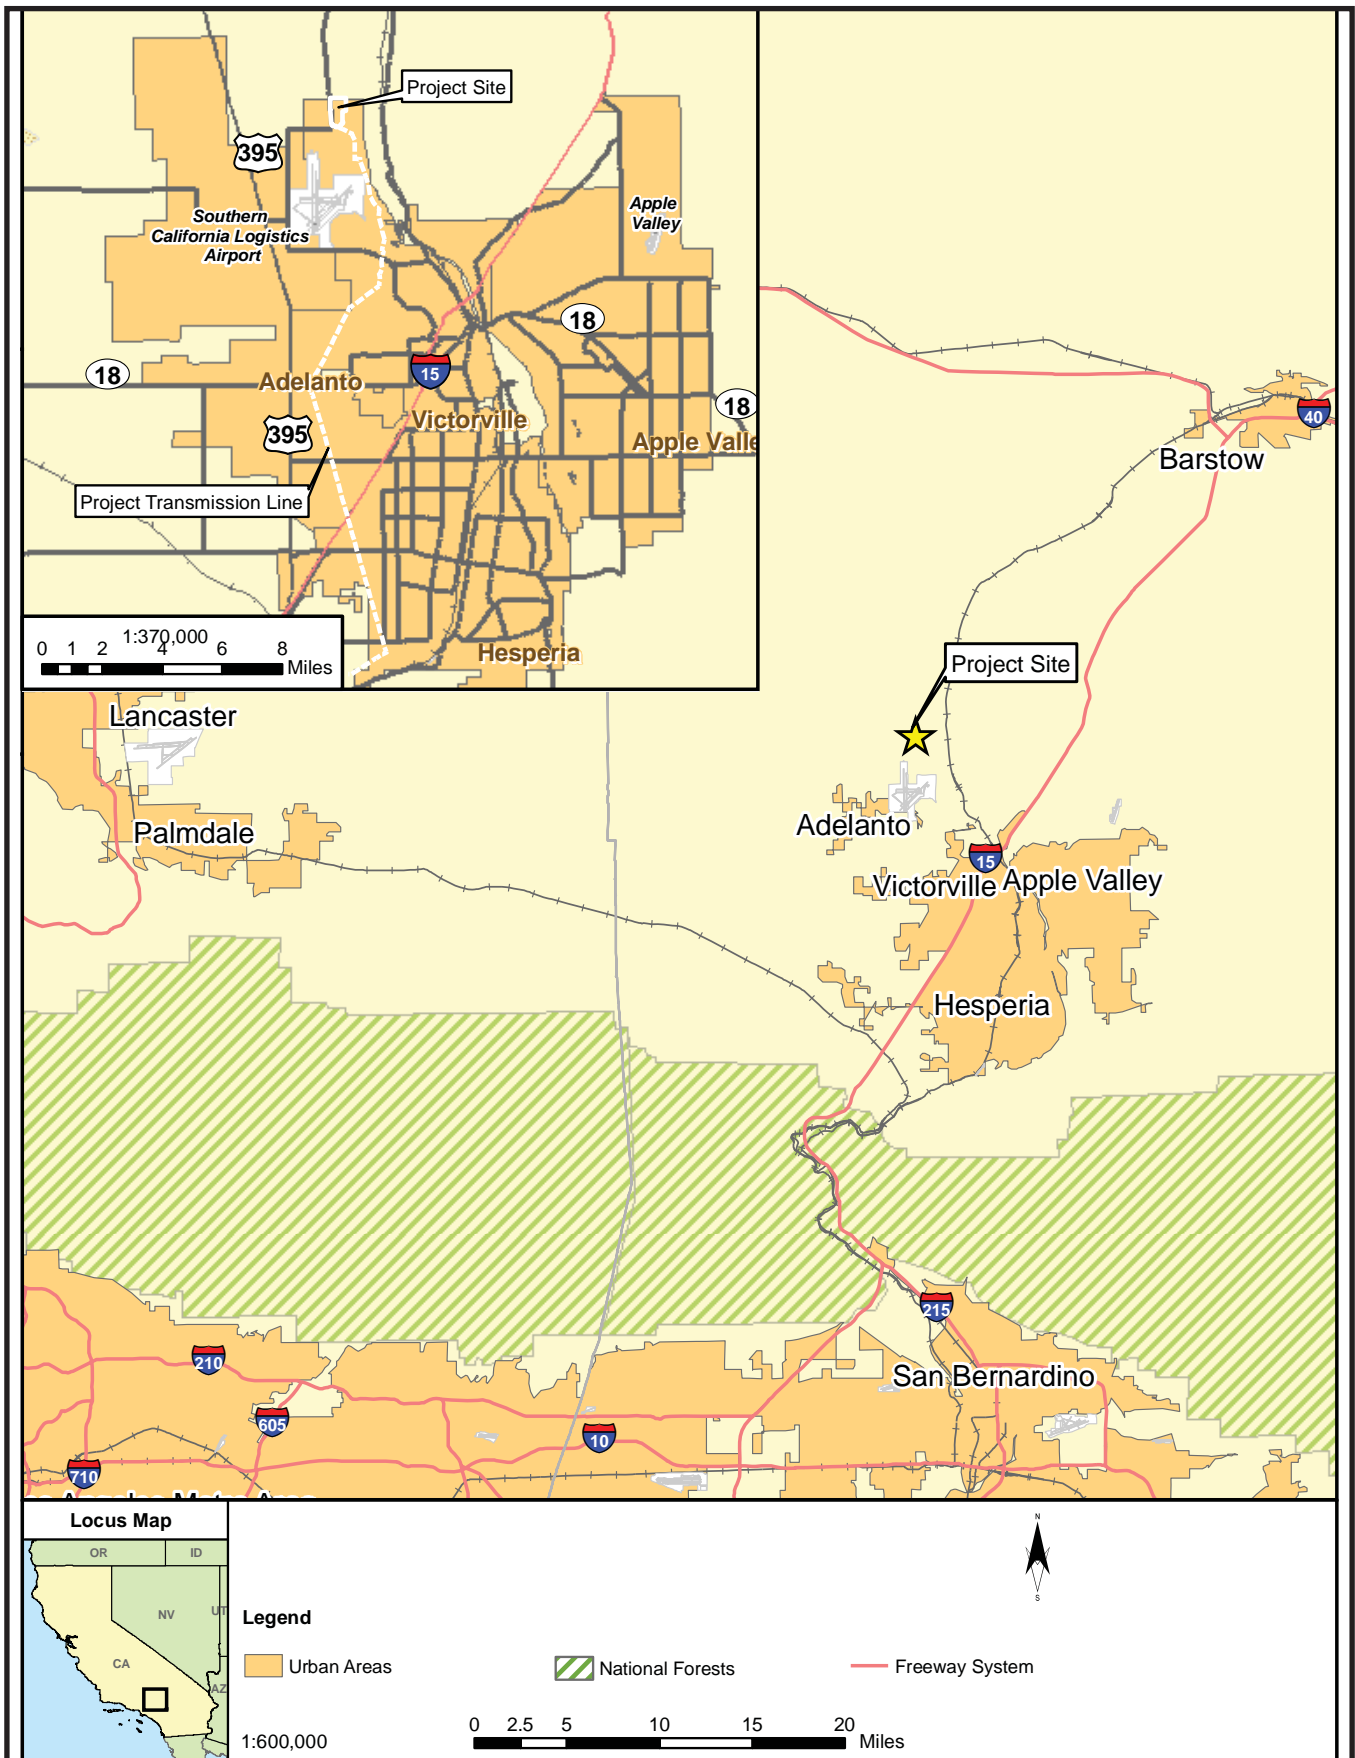 Project Site
395
Southern
California Logistics
Airport
Apple
Valley
18
18
15
Adelanto
18
395
Victorville
Apple Valle
Project Transmission Line
1:370,000
0 1 2 4 6 8
Miles
Hesperia
40
Barstow
Project Site
Lancaster
Palmdale
Adelanto
15
Victorville Apple Valley
Hesperia
215
210
San Bernardino
605
10
710
Locus Map
OR ID
NV UT
CA
AZ
N
S
Legend
Urban Areas
National Forests
Freeway System
1:600,000
0 2.5 5 10 15 20
Miles